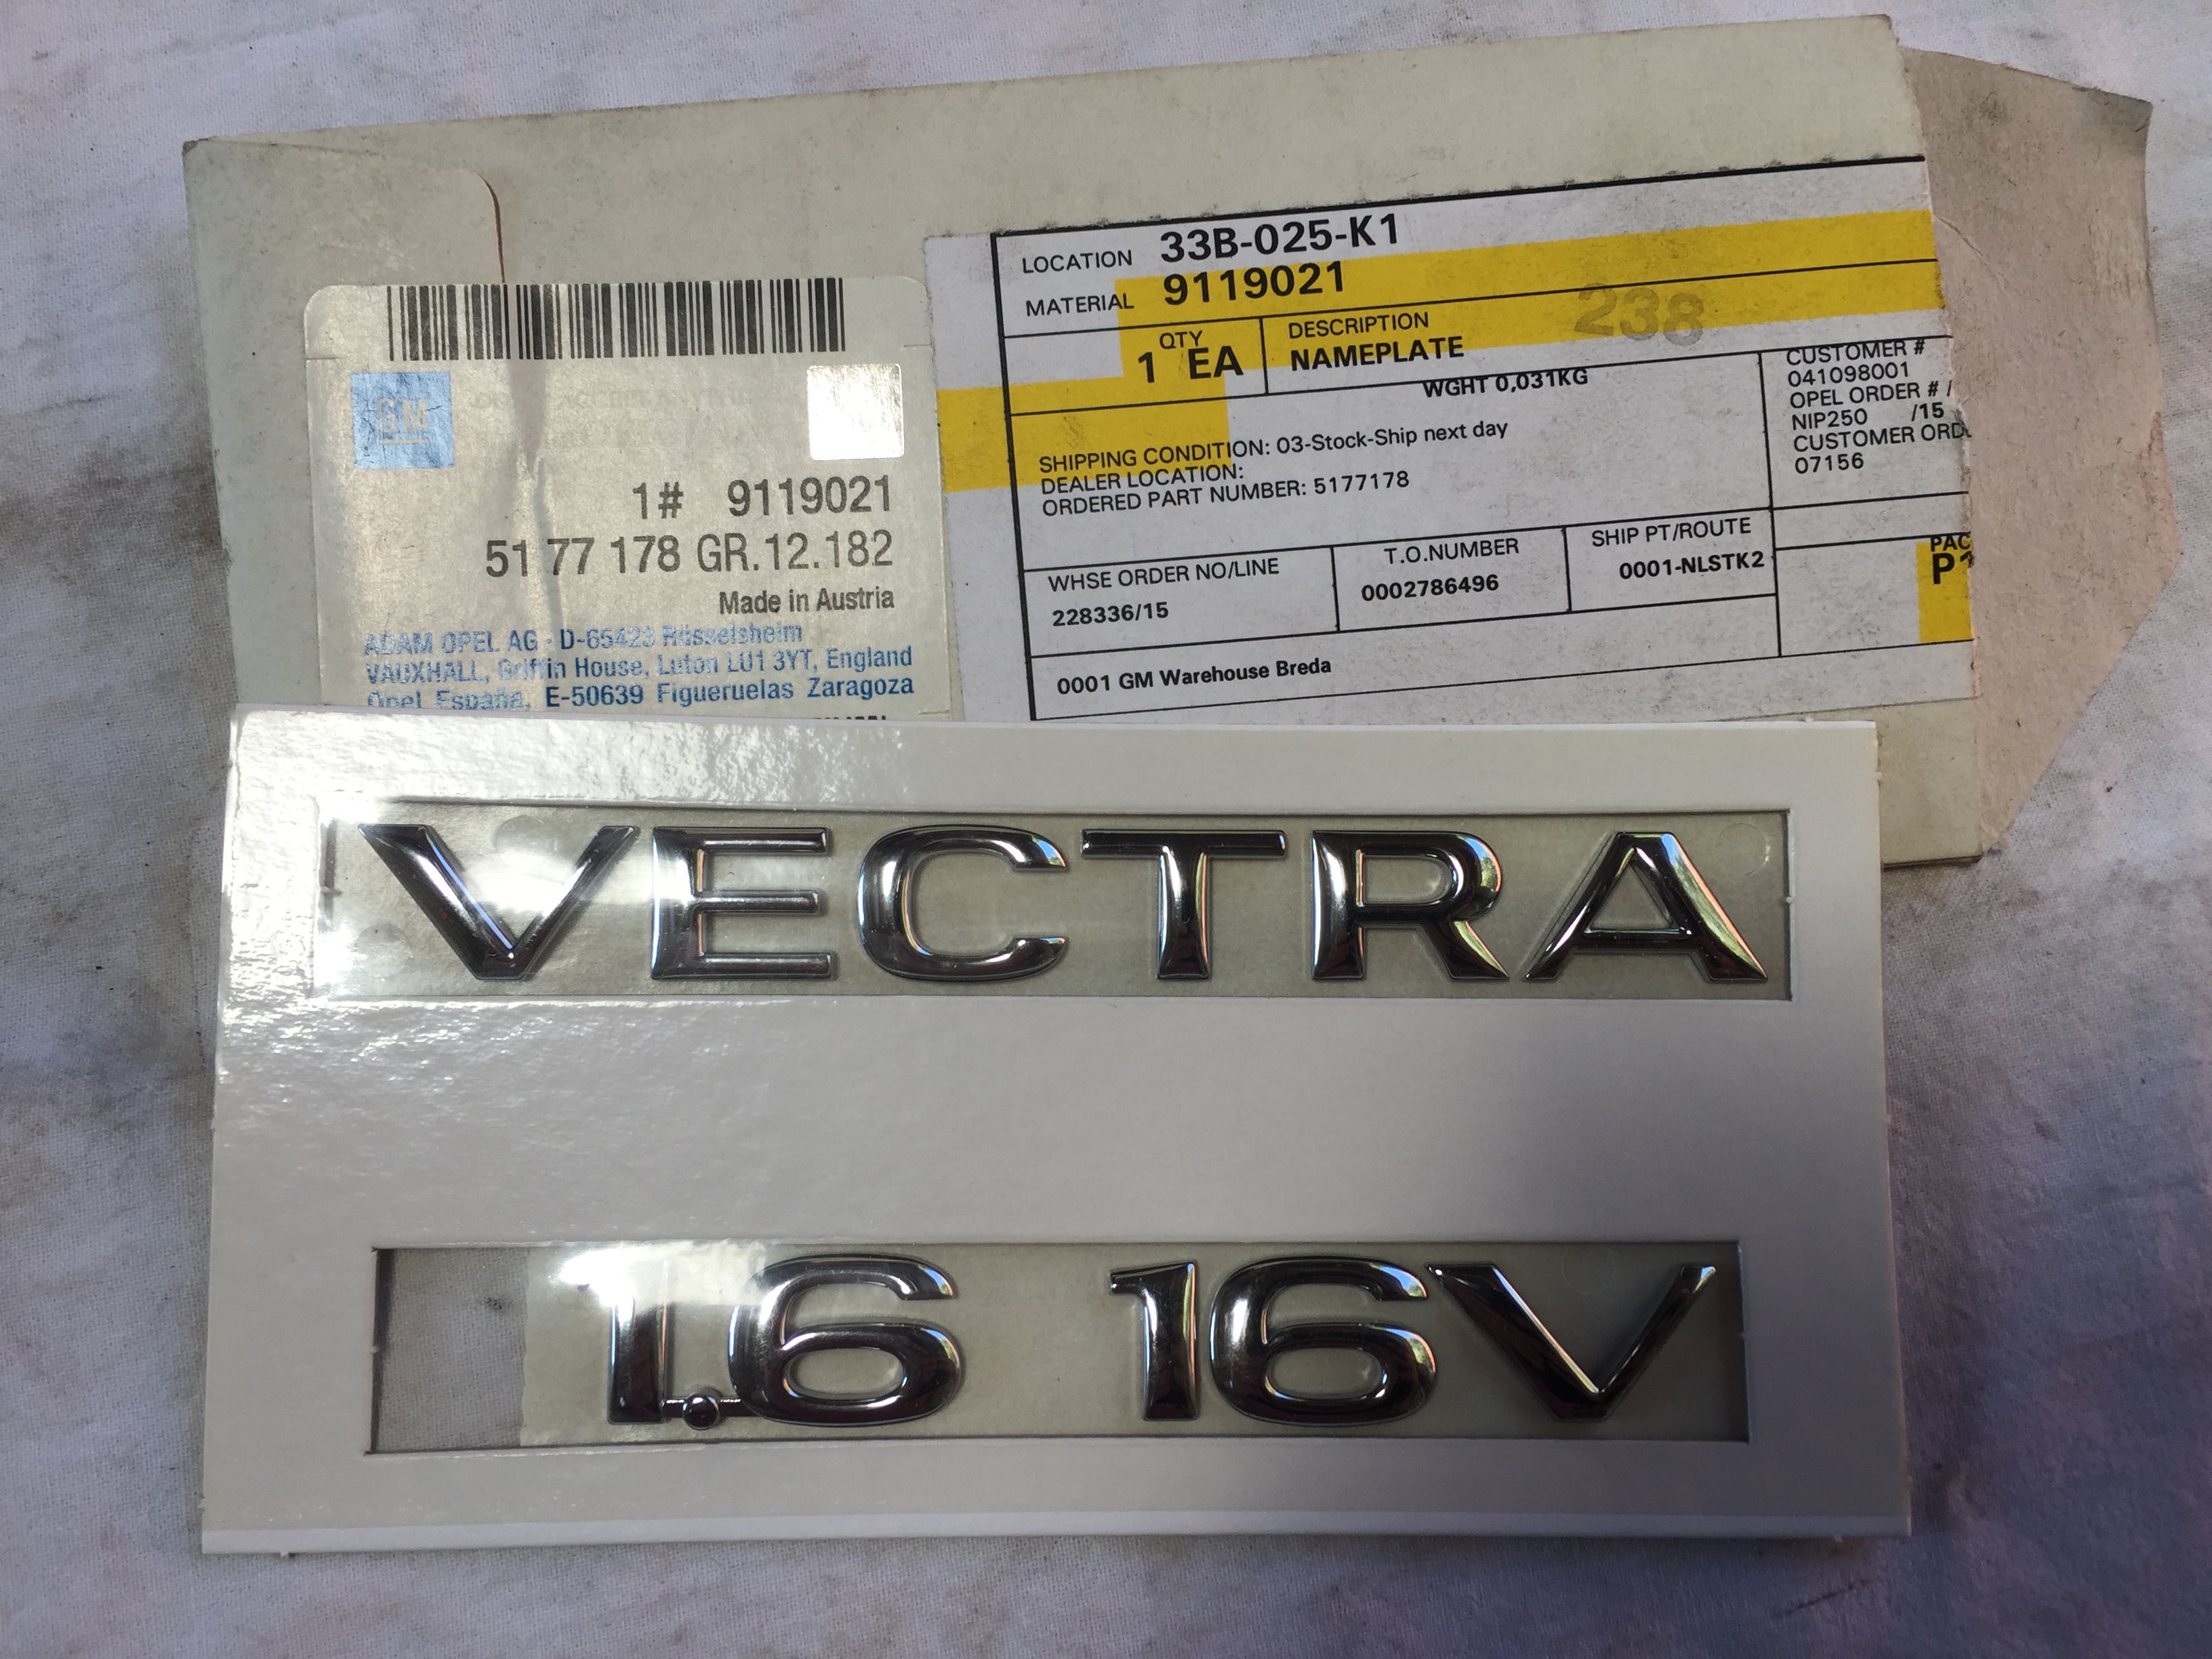 GM
1# 9119021
51 77 178 GR.12.182
Made in Austria
ADAM OPEL AG · D-65423 Rüsselsheim
VAUXHALL, Griffin House, Luton LU1 3YT, England
Opel España, E-50639 Figueruelas Zaragoza
LOCATION 33B-025-K1
MATERIAL 9119021
238
QTY
1 EA
DESCRIPTION
NAMEPLATE
WGHT 0,031KG
CUSTOMER #
041098001
OPEL ORDER # /
NIP250 /15
CUSTOMER
07156
SHIPPING CONDITION: 03-Stock-Ship next day
DEALER LOCATION:
ORDERED PART NUMBER: 5177178
WHSE ORDER NO/LINE
228336/15
T.O.NUMBER
0002786496
SHIP PT/ROUTE
0001-NLSTK2
0001 GM Warehouse Breda
VECTRA
1.6 16V